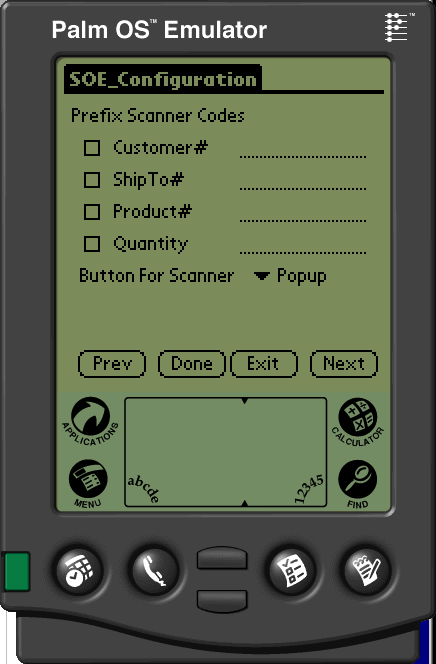 Palm OS™ Emulator
SOE_Configuration
Prefix Scanner Codes
Customer#
ShipTo#
Product#
Quantity
Button For Scanner Popup
Prev Done Exit Next
APPLICATIONS CALCULATOR
MENU abcde 12345 FIND